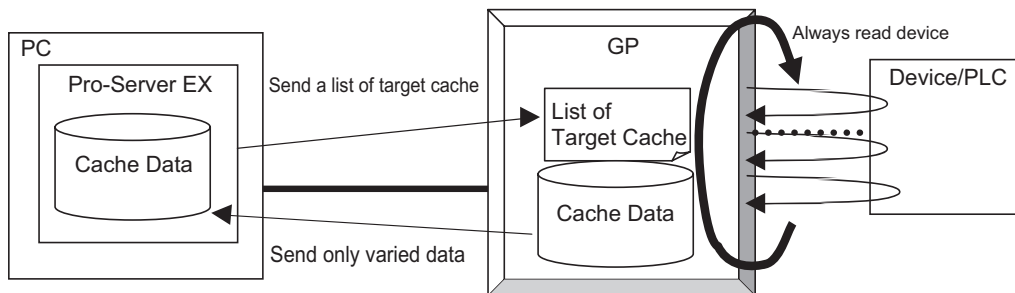 PC
Pro-Server EX
Cache Data
Send a list of target cache
Send only varied data
GP
List of
Target Cache
Cache Data
Always read device
Device/PLC